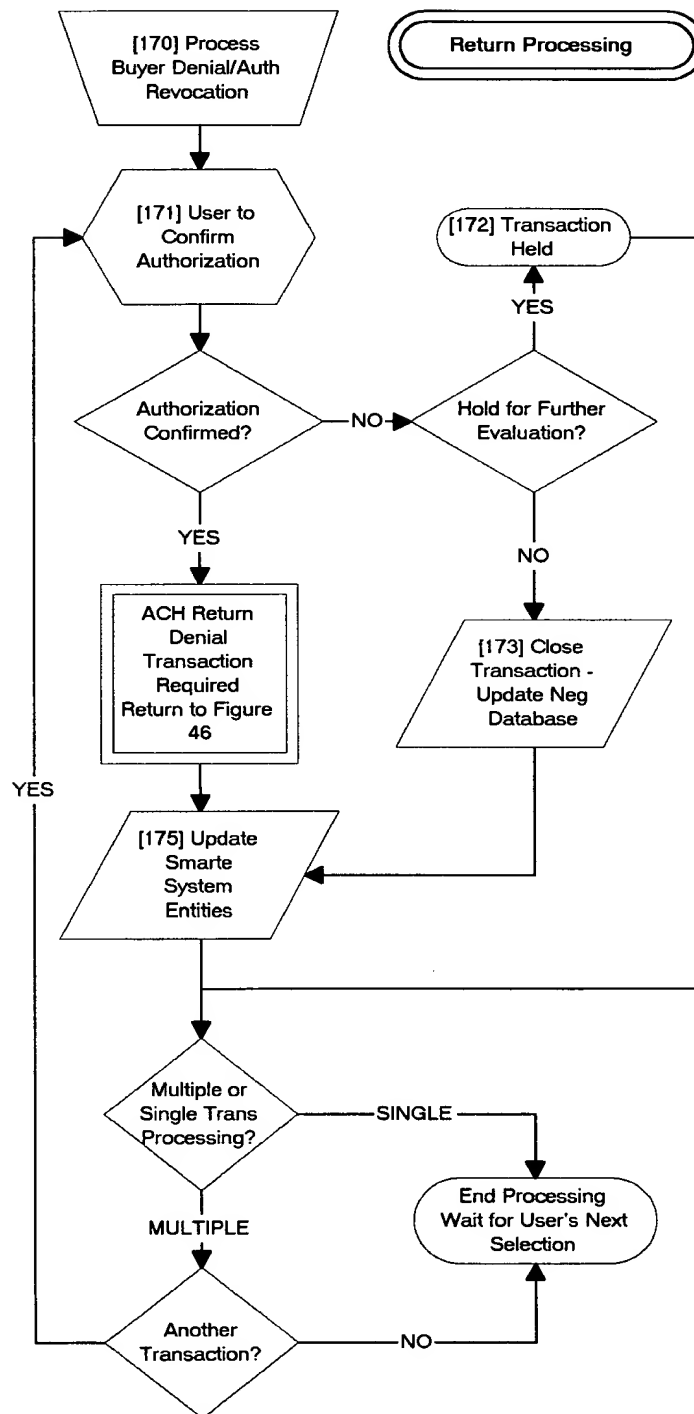 [170] Process
Buyer Denial/Auth
Revocation
Return Processing
[171] User to
Confirm
Authorization
[172] Transaction
Held
YES
Authorization
Confirmed?
NO
Hold for Further
Evaluation?
YES
NO
ACH Return
Denial
Transaction
Required
Return to Figure
46
[173] Close
Transaction -
Update Neg
Database
YES
[175] Update
Smarte
System
Entities
Multiple or
Single Trans
Processing?
SINGLE
End Processing
Wait for User's Next
Selection
MULTIPLE
Another
Transaction?
NO